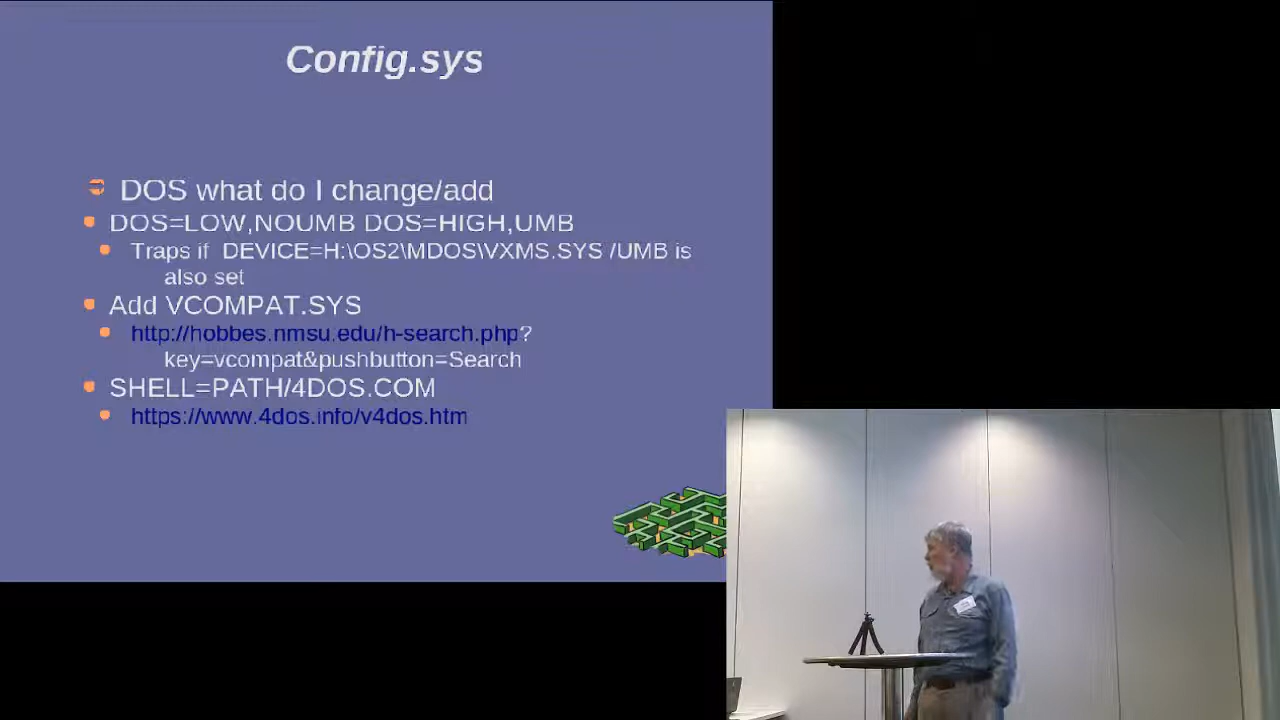 Config.sys
DOS what do I change/add
DOS=LOW,NOUMB DOS=HIGH,UMB
Traps if DEVICE=H:\OS2\MDOS\VXMS.SYS /UMB is
also set
Add VCOMPAT.SYS
http://hobbes.nmsu.edu/h-search.php?
key=vcompat&pushbutton=Search
SHELL=PATH/4DOS.COM
https://www.4dos.info/v4dos.htm